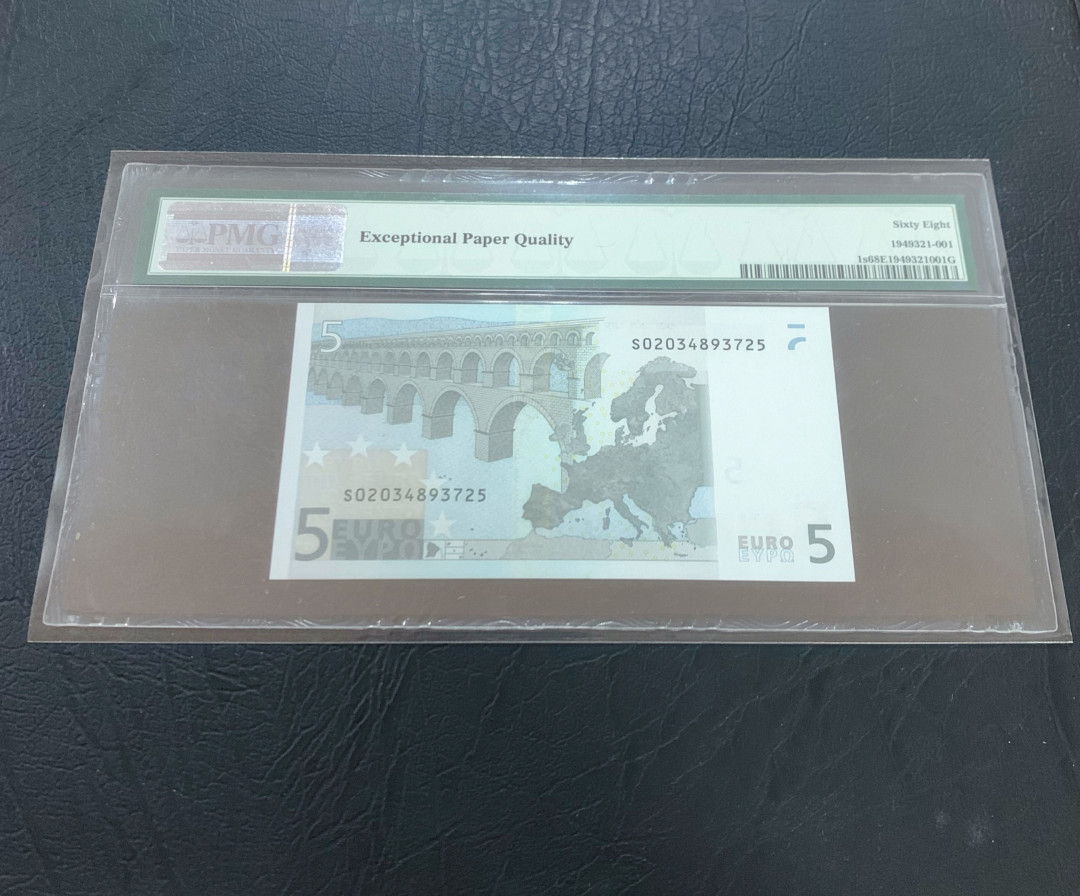 PMG
Exceptional Paper Quality
Sixty Eight
1949321-001
1s68E1949321001G
5
S02034893725
S02034893725
5 EURO
ΕΥΡΩ
EURO 5
ΕΥΡΩ